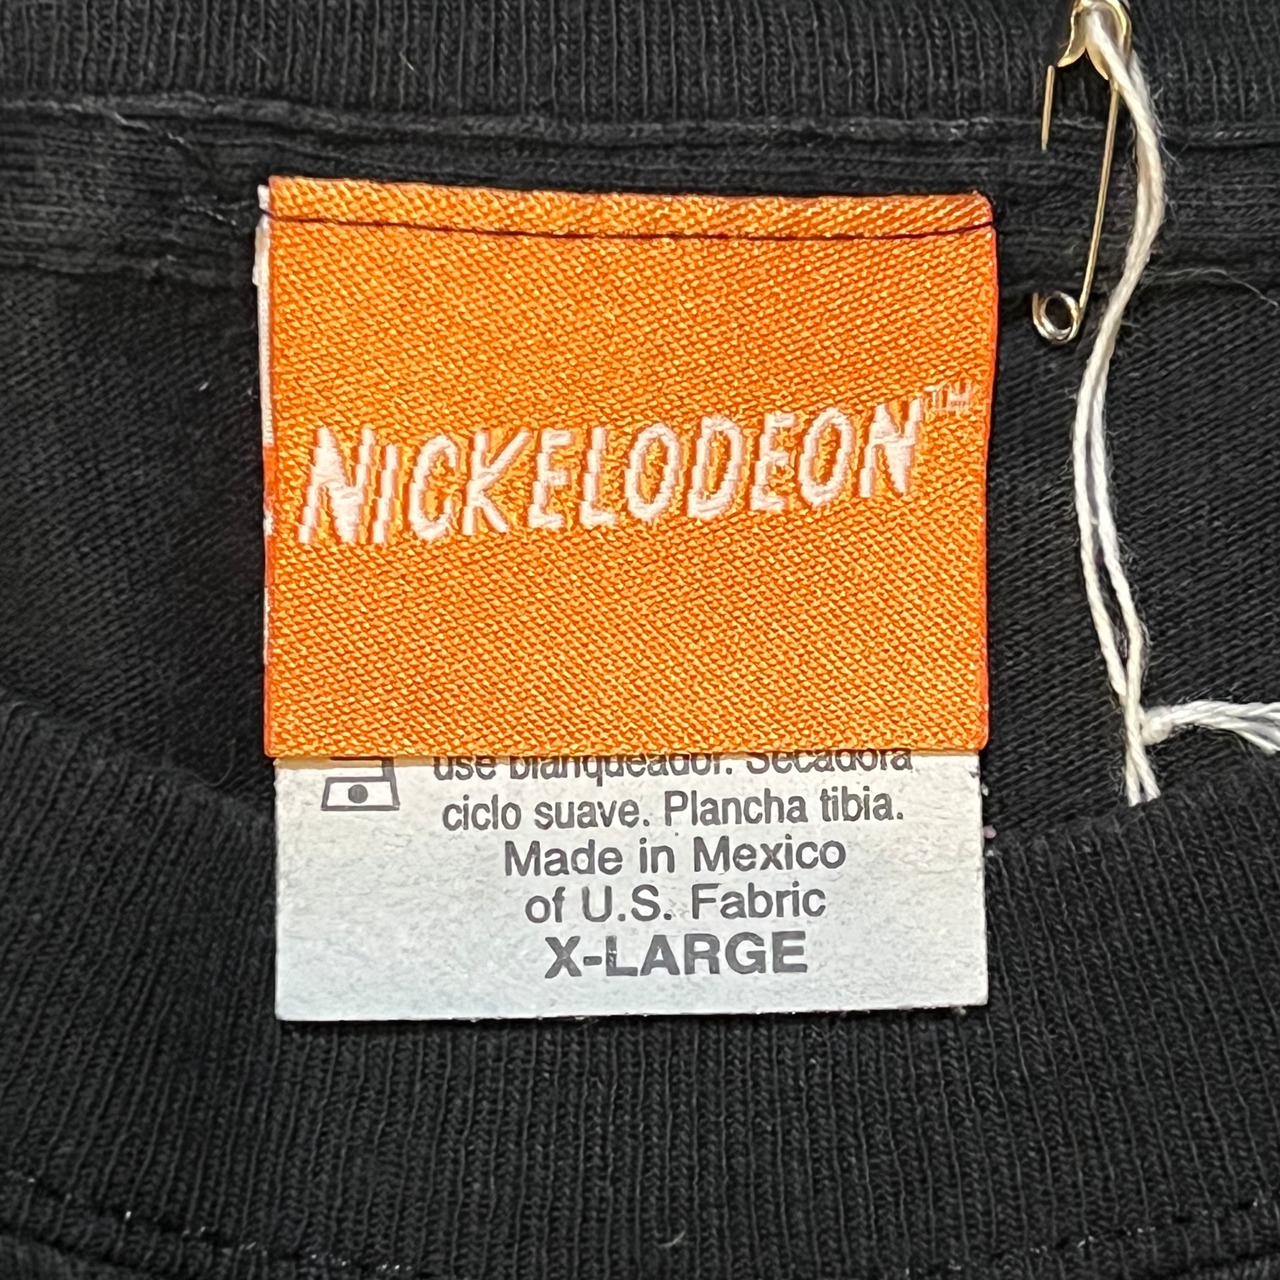 NICKELODEON™
use blanqueador. Secadora
ciclo suave. Plancha tibia.
Made in Mexico
of U.S. Fabric
X-LARGE